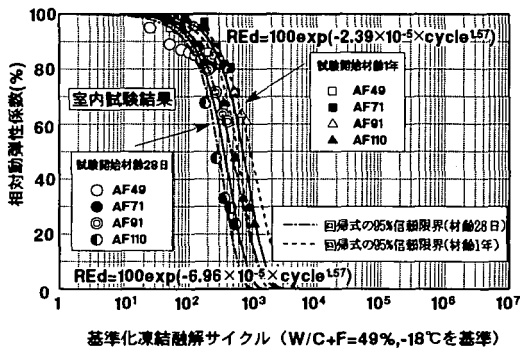 REd=100exp(-2.39×10⁻⁵×cycle¹·⁵⁷)
100
80
60
40
20
0
相対動弾性係数(%)
試験開始材齢1年
AF49
AF71
AF91
AF110
室内試験結果
試験開始材齢28日
AF49
AF71
AF91
AF110
回帰式の95%信頼限界(材齢28日)
回帰式の95%信頼限界(材齢1年)
REd=100exp(-6.96×10⁻⁵×cycle¹·⁵⁷)
1 10¹ 10² 10³ 10⁴ 10⁵ 10⁶ 10⁷
基準化凍結融解サイクル(W/C+F=49%,-18℃を基準)